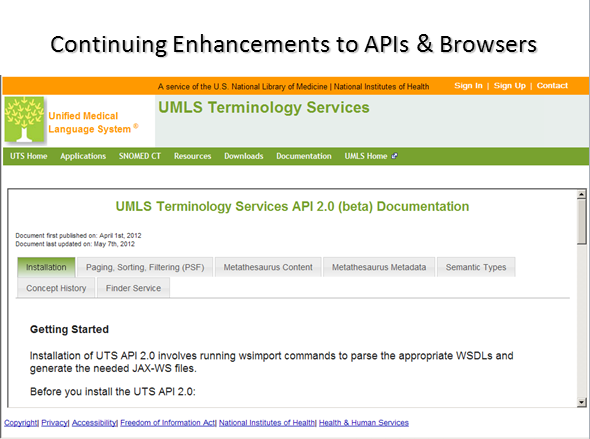 Continuing Enhancements to APIs & Browsers
A service of the U.S. National Library of Medicine | National Institutes of Health
Sign In | Sign Up | Contact
Unified Medical
Language System ®
UMLS Terminology Services
UTS Home Applications SNOMED CT Resources Downloads Documentation UMLS Home
UMLS Terminology Services API 2.0 (beta) Documentation
Document first published on: April 1st, 2012
Document last updated on: May 7th, 2012
Installation Paging, Sorting, Filtering (PSF) Metathesaurus Content Metathesaurus Metadata Semantic Types
Concept History Finder Service
Getting Started
Installation of UTS API 2.0 involves running wsimport commands to parse the appropriate WSDLs and
generate the needed JAX-WS files.
Before you install the UTS API 2.0:
Copyright| Privacy| Accessibility| Freedom of Information Act| National Institutes of Health| Health & Human Services